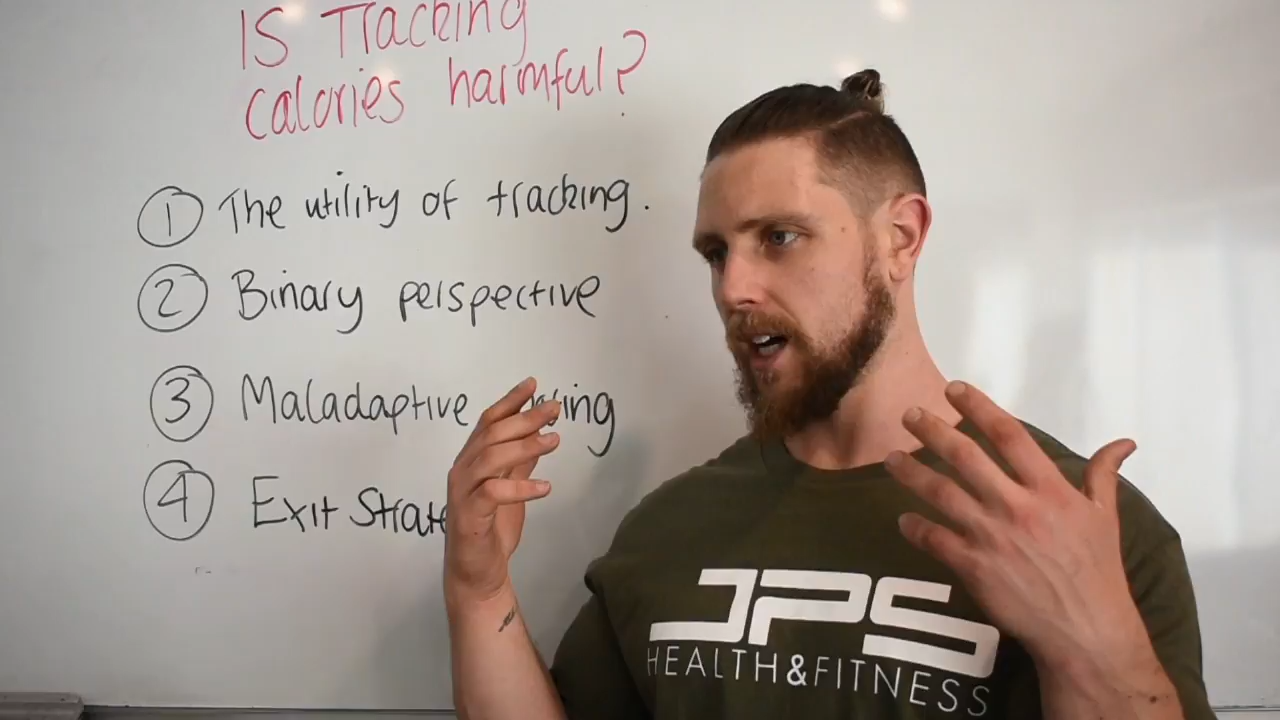 IS Tracking
calories harmful?
① The utility of tracking.
② Binary perspective
③ Maladaptive
④ Exit Strate
JPS
HEALTH&FITNESS